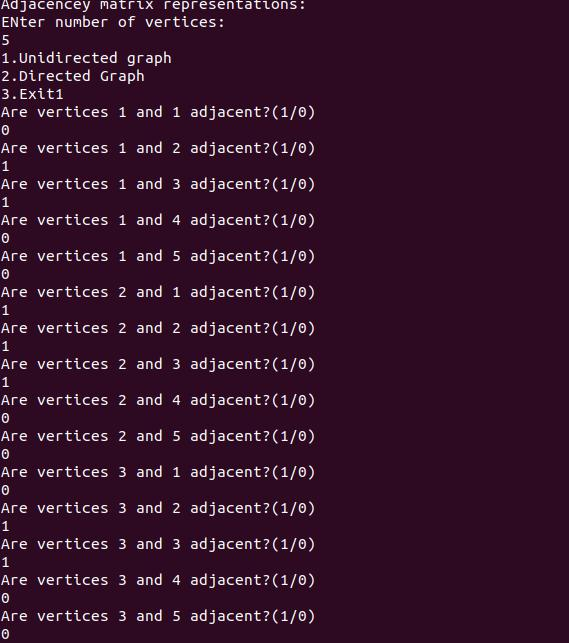 Adjacencey matrix representations:
ENter number of vertices:
5
1.Unidirected graph
2.Directed Graph
3.Exit1
Are vertices 1 and 1 adjacent?(1/0)
0
Are vertices 1 and 2 adjacent?(1/0)
1
Are vertices 1 and 3 adjacent?(1/0)
1
Are vertices 1 and 4 adjacent?(1/0)
0
Are vertices 1 and 5 adjacent?(1/0)
0
Are vertices 2 and 1 adjacent?(1/0)
1
Are vertices 2 and 2 adjacent?(1/0)
1
Are vertices 2 and 3 adjacent?(1/0)
1
Are vertices 2 and 4 adjacent?(1/0)
0
Are vertices 2 and 5 adjacent?(1/0)
0
Are vertices 3 and 1 adjacent?(1/0)
0
Are vertices 3 and 2 adjacent?(1/0)
1
Are vertices 3 and 3 adjacent?(1/0)
1
Are vertices 3 and 4 adjacent?(1/0)
0
Are vertices 3 and 5 adjacent?(1/0)
0